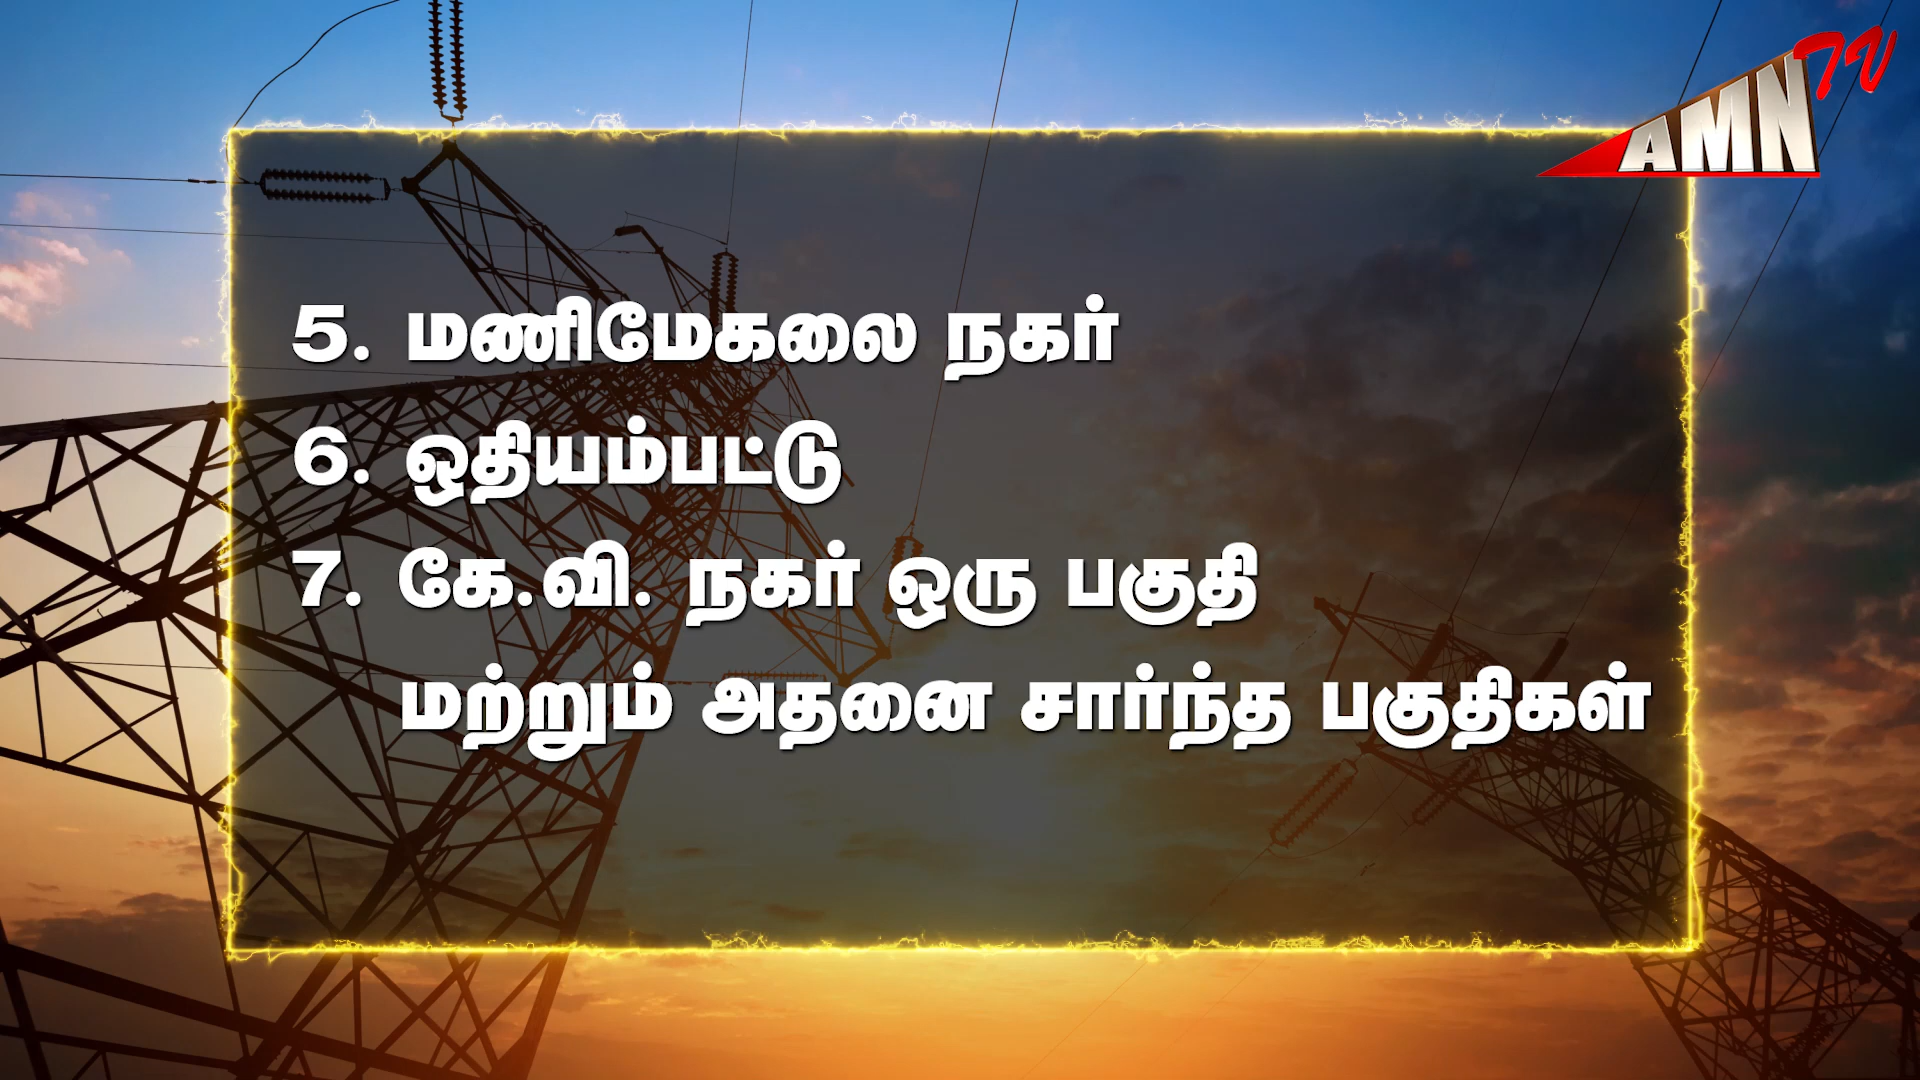 AMN TV
5. மணிமேகலை நகர்
6. ஒதியம்பட்டு
7. கே.வி. நகர் ஒரு பகுதி
மற்றும் அதனை சார்ந்த பகுதிகள்